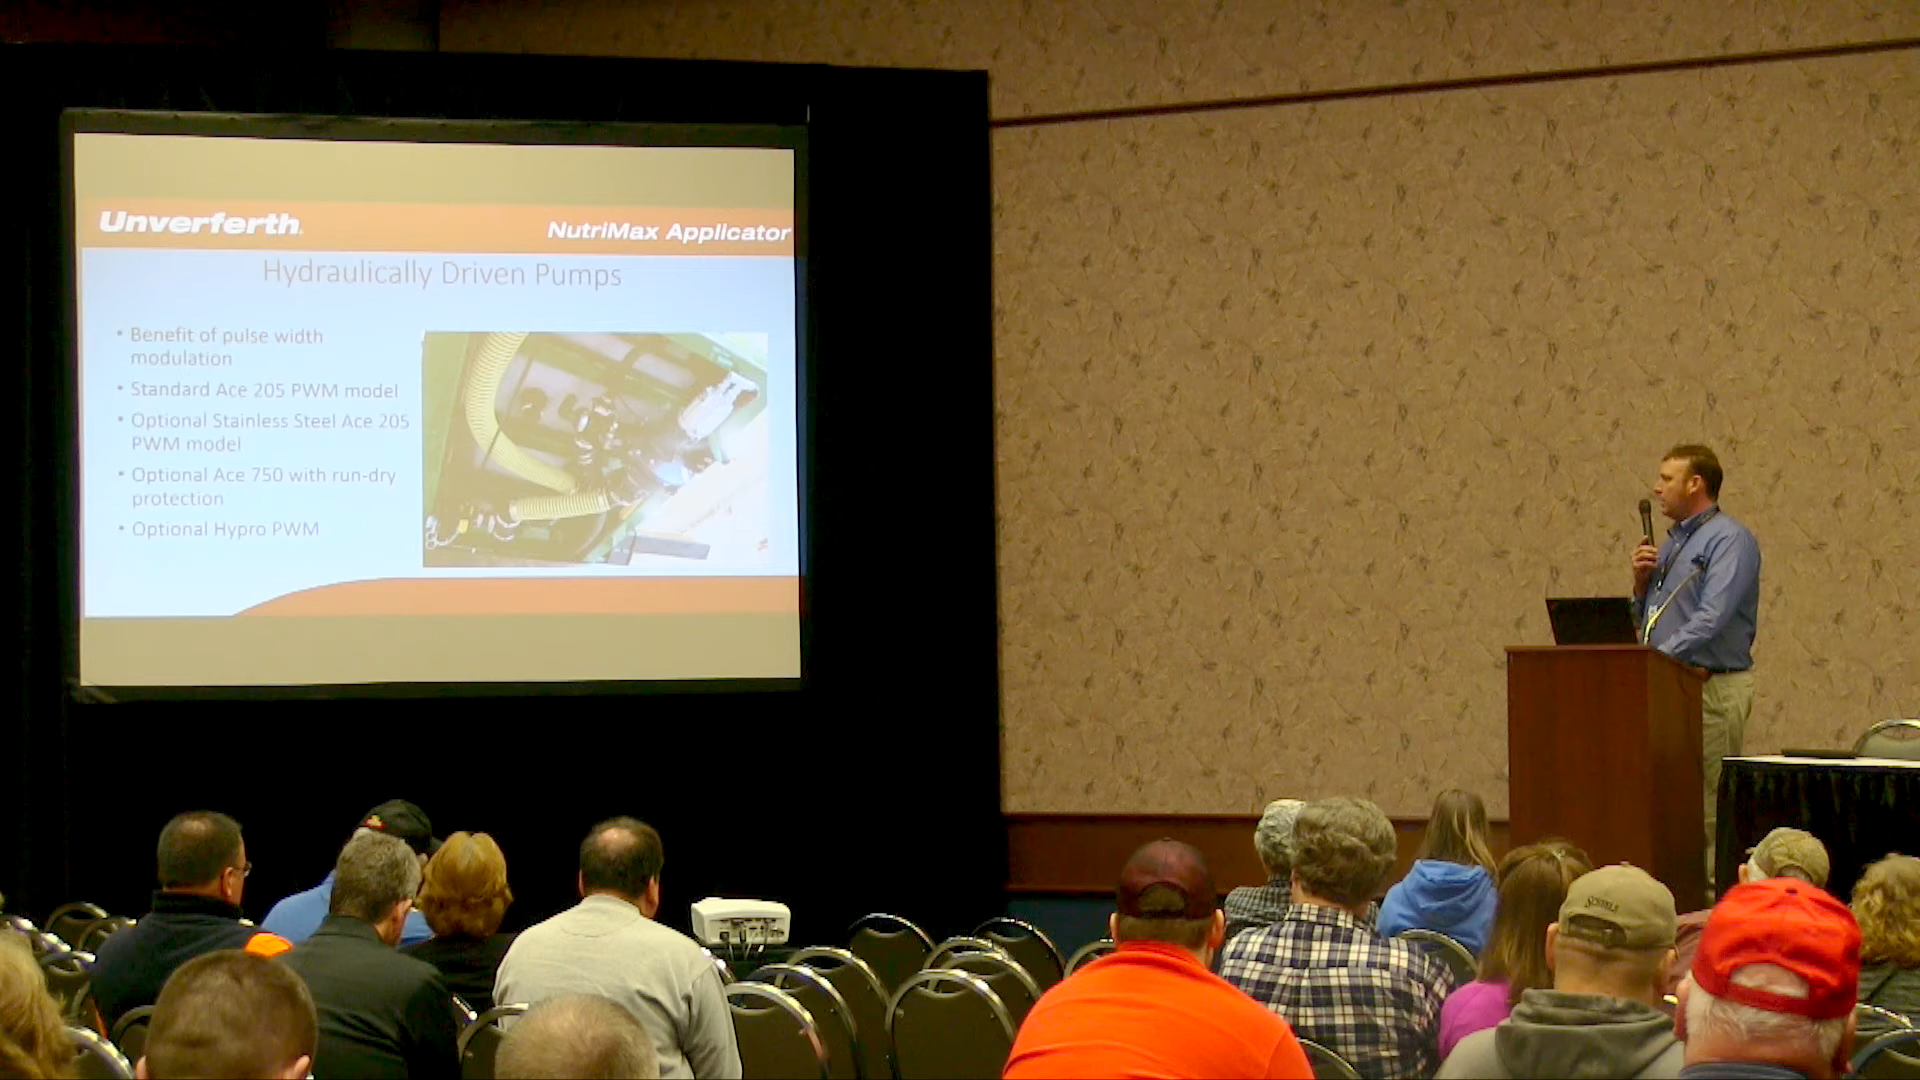 Unverferth
NutriMax Applicator
Hydraulically Driven Pumps
• Benefit of pulse width
modulation
• Standard Ace 205 PWM model
• Optional Stainless Steel Ace 205
PWM model
• Optional Ace 750 with run-dry
protection
• Optional Hypro PWM